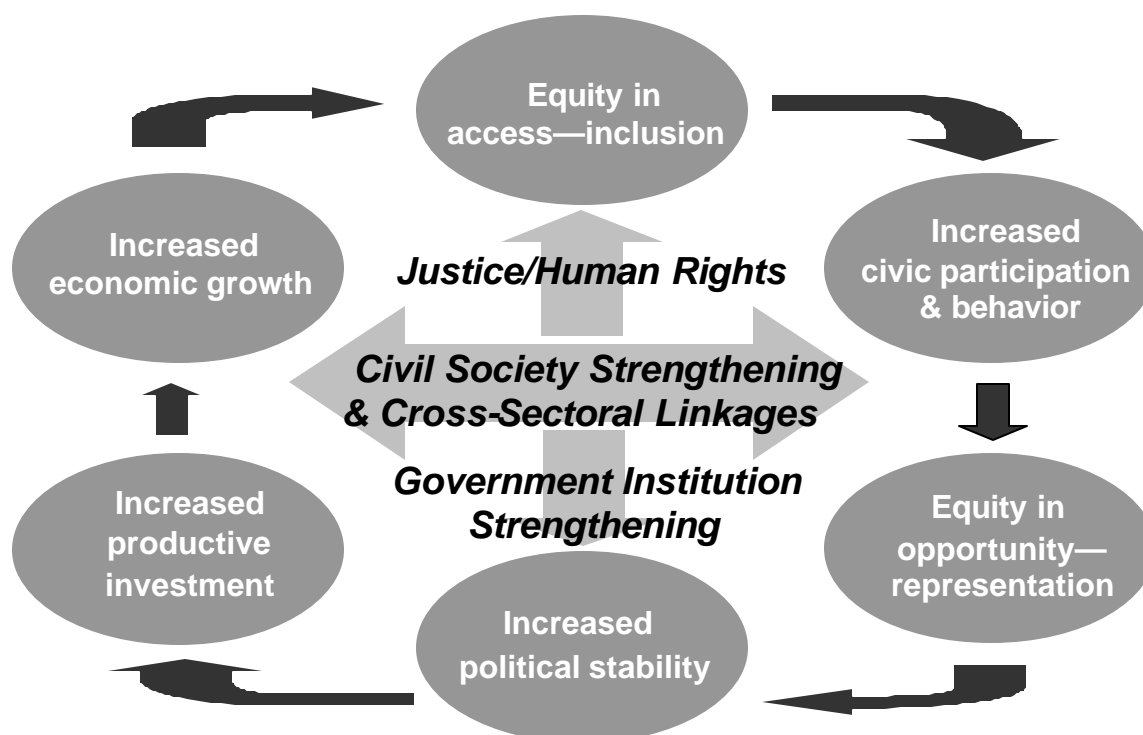 Equity in
access—inclusion
Increased
economic growth
Increased
civic participation
& behavior
Justice/Human Rights
Civil Society Strengthening
& Cross-Sectoral Linkages
Government Institution
Strengthening
Increased
productive
investment
Equity in
opportunity—
representation
Increased
political stability